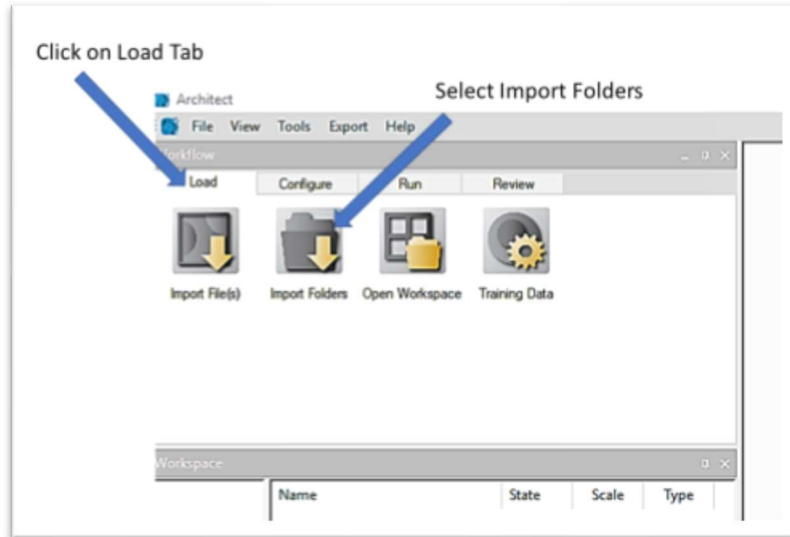 Click on Load Tab
Select Import Folders
Architect
File View Tools Export Help
Workflow
Load Configure Run Review
Import File(s) Import Folders Open Workspace Training Data
Workspace
Name State Scale Type